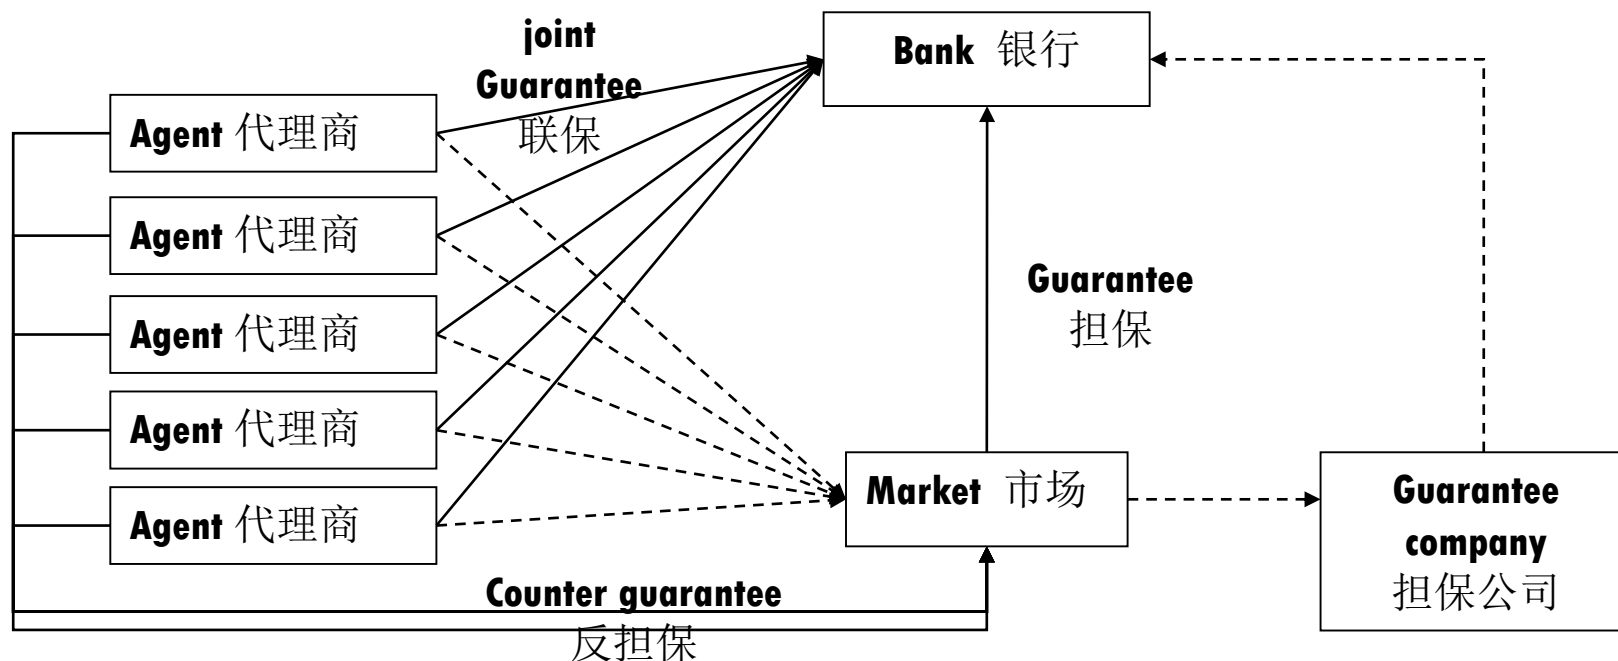 joint
Guarantee
联保
Bank 银行
Agent 代理商
Agent 代理商
Agent 代理商
Agent 代理商
Agent 代理商
Guarantee
担保
Market 市场
Guarantee
company
担保公司
Counter guarantee
反担保